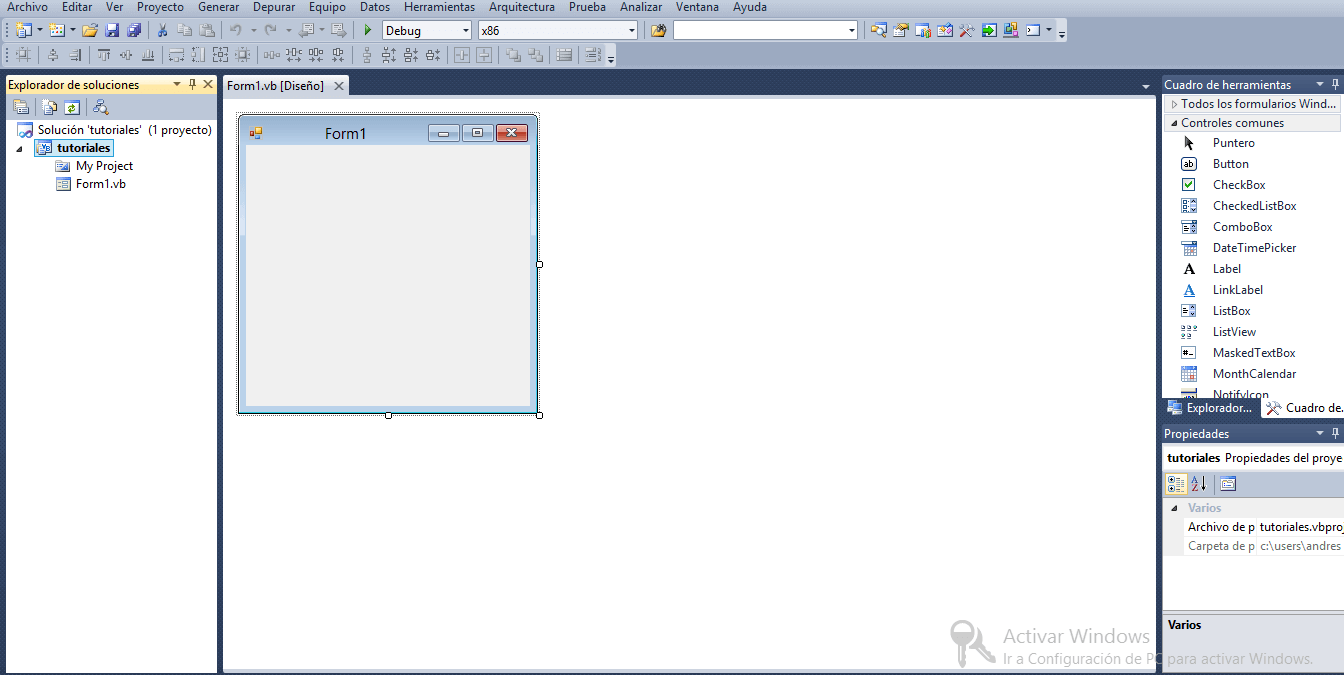 Archivo Editar Ver Proyecto Generar Depurar Equipo Datos Herramientas Arquitectura Prueba Analizar Ventana Ayuda
Debug x86
Explorador de soluciones
Solución 'tutoriales' (1 proyecto)
tutoriales
My Project
Form1.vb
Form1.vb [Diseño]
Form1
Cuadro de herramientas
Todos los formularios Wind...
Controles comunes
Puntero
Button
CheckBox
CheckedListBox
ComboBox
DateTimePicker
Label
LinkLabel
ListBox
ListView
MaskedTextBox
MonthCalendar
NotifyIcon
Explorador... Cuadro de...
Propiedades
tutoriales Propiedades del proye
Varios
Archivo de p tutoriales.vbproj
Carpeta de p c:\users\andres
Varios
Activar Windows
Ir a Configuración de PC para activar Windows.